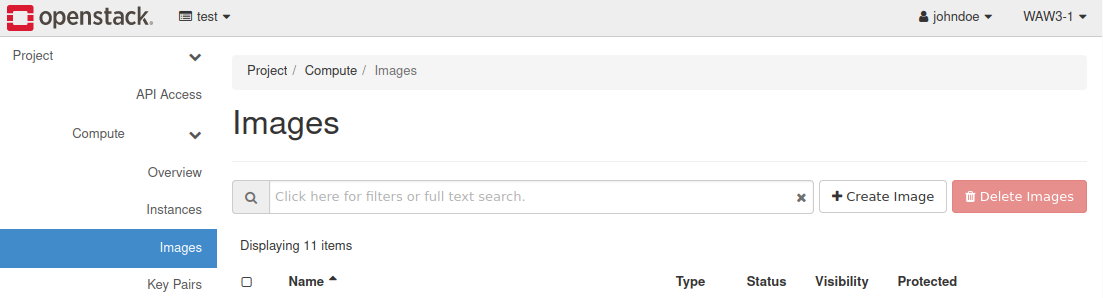 openstack. test johndoe WAW3-1
Project
Project / Compute / Images
API Access
Images
Compute
Overview
Click here for filters or full text search. Create Image Delete Images
Instances
Images
Displaying 11 items
Name Type Status Visibility Protected
Key Pairs